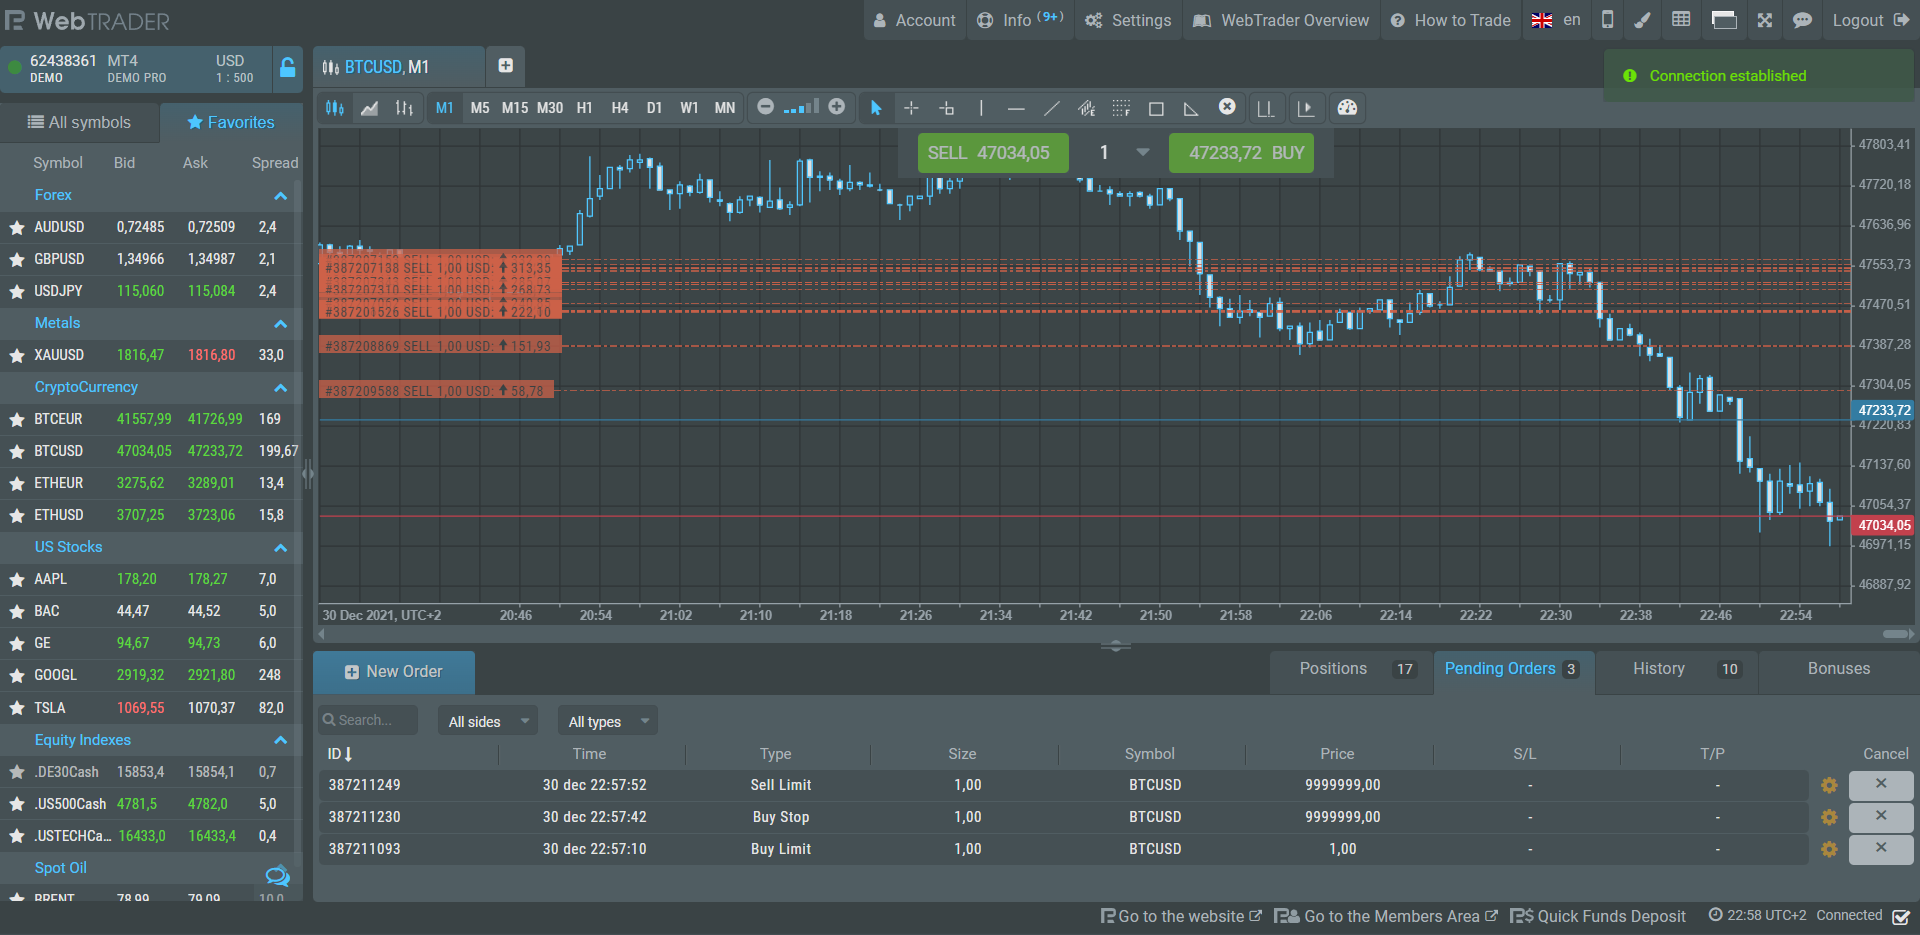 WebTRADER
Account
Info (9+)
Settings
WebTrader Overview
How to Trade
en
Logout
62438361 MT4 USD
DEMO DEMO PRO 1 : 500
BTCUSD, M1
Connection established
All symbols
Favorites
M1 M5 M15 M30 H1 H4 D1 W1 MN
Symbol Bid Ask Spread
Forex
AUDUSD 0,72485 0,72509 2,4
GBPUSD 1,34966 1,34987 2,1
USDJPY 115,060 115,084 2,4
Metals
XAUUSD 1816,47 1816,80 33,0
CryptoCurrency
BTCEUR 41557,99 41726,99 169
BTCUSD 47034,05 47233,72 199,67
ETHEUR 3275,62 3289,01 13,4
ETHUSD 3707,25 3723,06 15,8
US Stocks
AAPL 178,20 178,27 7,0
BAC 44,47 44,52 5,0
GE 94,67 94,73 6,0
GOOGL 2919,32 2921,80 248
TSLA 1069,55 1070,37 82,0
Equity Indexes
.DE30Cash 15853,4 15854,1 0,7
.US500Cash 4781,5 4782,0 5,0
.USTECHCa... 16433,0 16433,4 0,4
Spot Oil
BRENT 78,99 79,09 10,0
SELL 47034,05
1
47233,72 BUY
#387207138 SELL 1,00 USD: 313,35
#387207310 SELL 1,00 USD: 268,73
#387201526 SELL 1,00 USD: 222,10
#387208869 SELL 1,00 USD: 151,93
#387209588 SELL 1,00 USD: 58,78
47803,41
47720,18
47636,96
47553,73
47470,51
47387,28
47304,05
47233,72
47220,83
47137,60
47054,37
47034,05
46971,15
46887,92
30 Dec 2021, UTC+2 20:46 20:54 21:02 21:10 21:18 21:26 21:34 21:42 21:50 21:58 22:06 22:14 22:22 22:30 22:38 22:46 22:54
New Order
Positions 17
Pending Orders 3
History 10
Bonuses
Search...
All sides
All types
ID Time Type Size Symbol Price S/L T/P Cancel
387211249 30 dec 22:57:52 Sell Limit 1,00 BTCUSD 9999999,00 - -
387211230 30 dec 22:57:42 Buy Stop 1,00 BTCUSD 9999999,00 - -
387211093 30 dec 22:57:10 Buy Limit 1,00 BTCUSD 1,00 - -
Go to the website
Go to the Members Area
Quick Funds Deposit
22:58 UTC+2 Connected